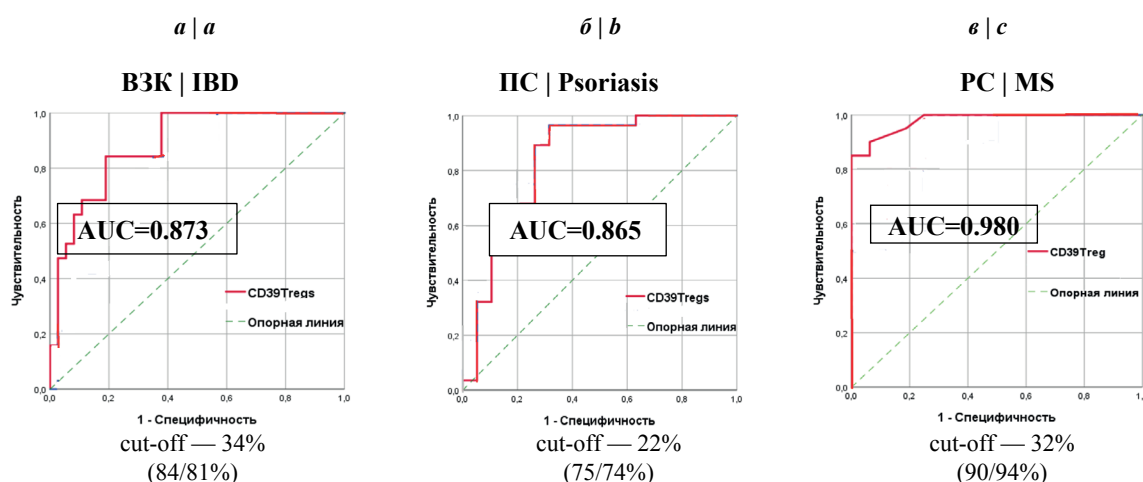 а | a
ВЗК | IBD
1,0
0,8
0,6
0,4
0,2
0,0
Чувствительность
AUC=0.873
CD39Tregs
Опорная линия
0,0 0,2 0,4 0,6 0,8 1,0
1 - Специфичность
cut-off — 34%
(84/81%)
б | b
ПС | Psoriasis
1,0
0,8
0,6
0,4
0,2
0,0
Чувствительность
AUC=0.865
CD39Tregs
Опорная линия
0,0 0,2 0,4 0,6 0,8 1,0
1 - Специфичность
cut-off — 22%
(75/74%)
в | c
РС | MS
1,0
0,8
0,6
0,4
0,2
0,0
Чувствительность
AUC=0.980
CD39Treg
Опорная линия
0,0 0,2 0,4 0,6 0,8 1,0
1 - Специфичность
cut-off — 32%
(90/94%)